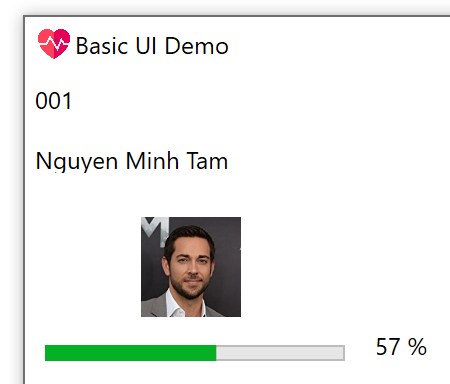 Basic UI Demo
001
Nguyen Minh Tam
57 %